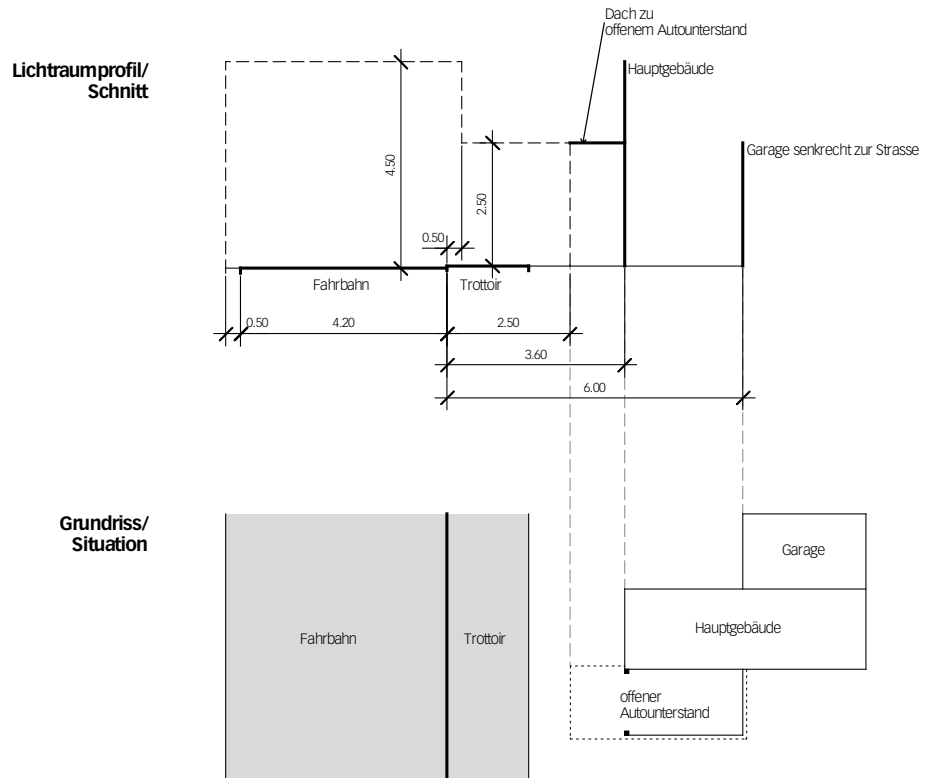 Dach zu
offenem Autounterstand
Lichtraumprofil/
Schnitt
Hauptgebäude
Garage senkrecht zur Strasse
4.50
2.50
0.50
Fahrbahn
Trottoir
0.50
4.20
2.50
3.60
6.00
Grundriss/
Situation
Garage
Hauptgebäude
Fahrbahn
Trottoir
offener
Autounterstand